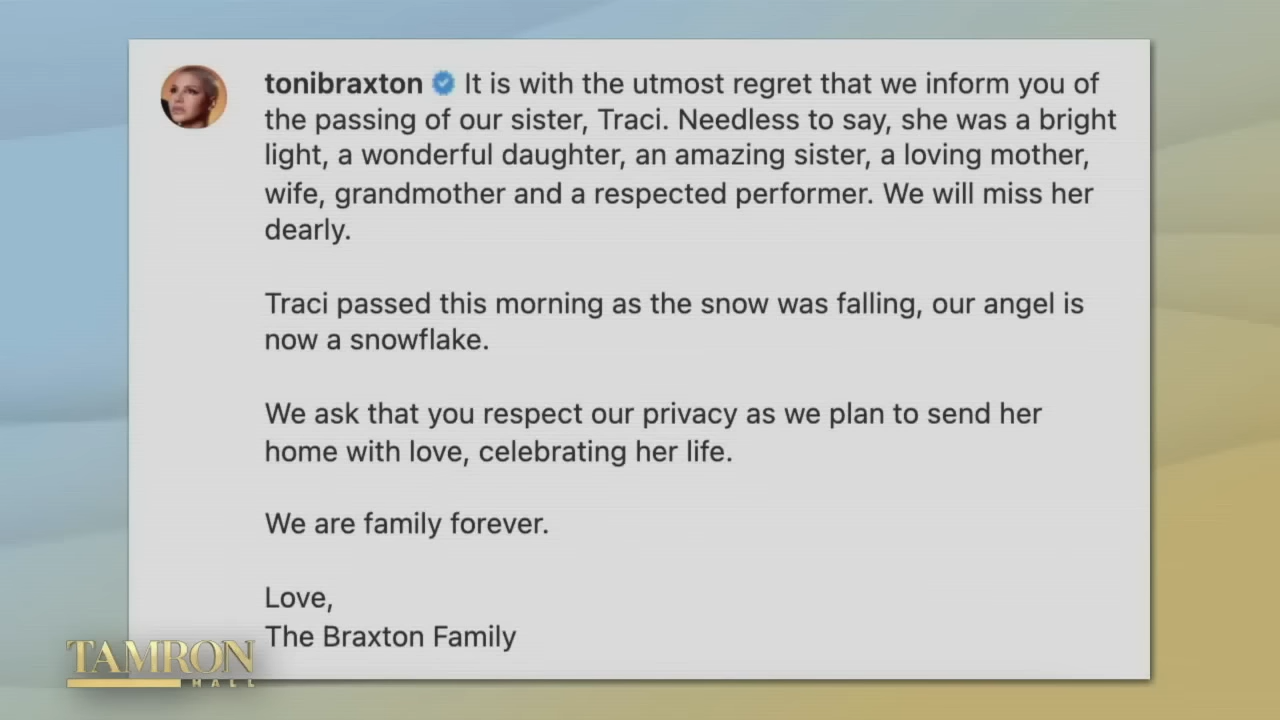 tonibraxton It is with the utmost regret that we inform you of
the passing of our sister, Traci. Needless to say, she was a bright
light, a wonderful daughter, an amazing sister, a loving mother,
wife, grandmother and a respected performer. We will miss her
dearly.
Traci passed this morning as the snow was falling, our angel is
now a snowflake.
We ask that you respect our privacy as we plan to send her
home with love, celebrating her life.
We are family forever.
Love,
The Braxton Family
TAMRON
HALL